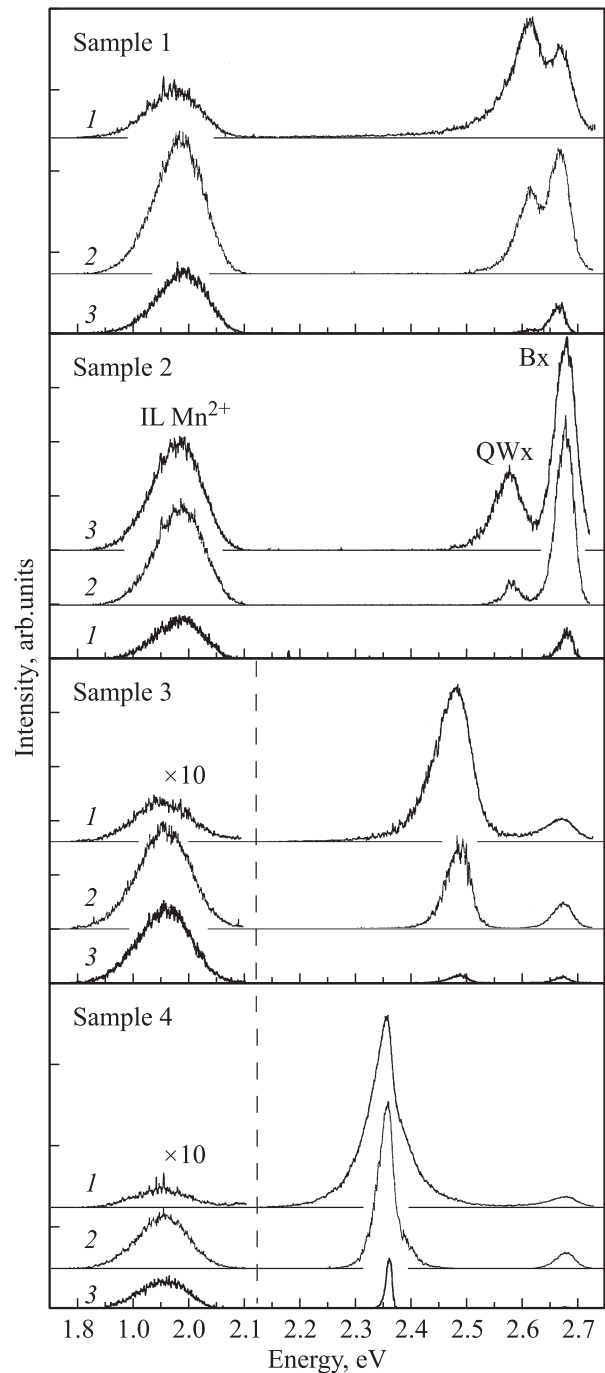 Sample 1
1
2
3
Sample 2
Bx
IL Mn²⁺
QWx
3
2
1
Intensity, arb.units
Sample 3
×10
1
2
3
Sample 4
×10
1
2
3
1.8 1.0 2.0 2.1 2.2 2.3 2.4 2.5 2.6 2.7
Energy, eV